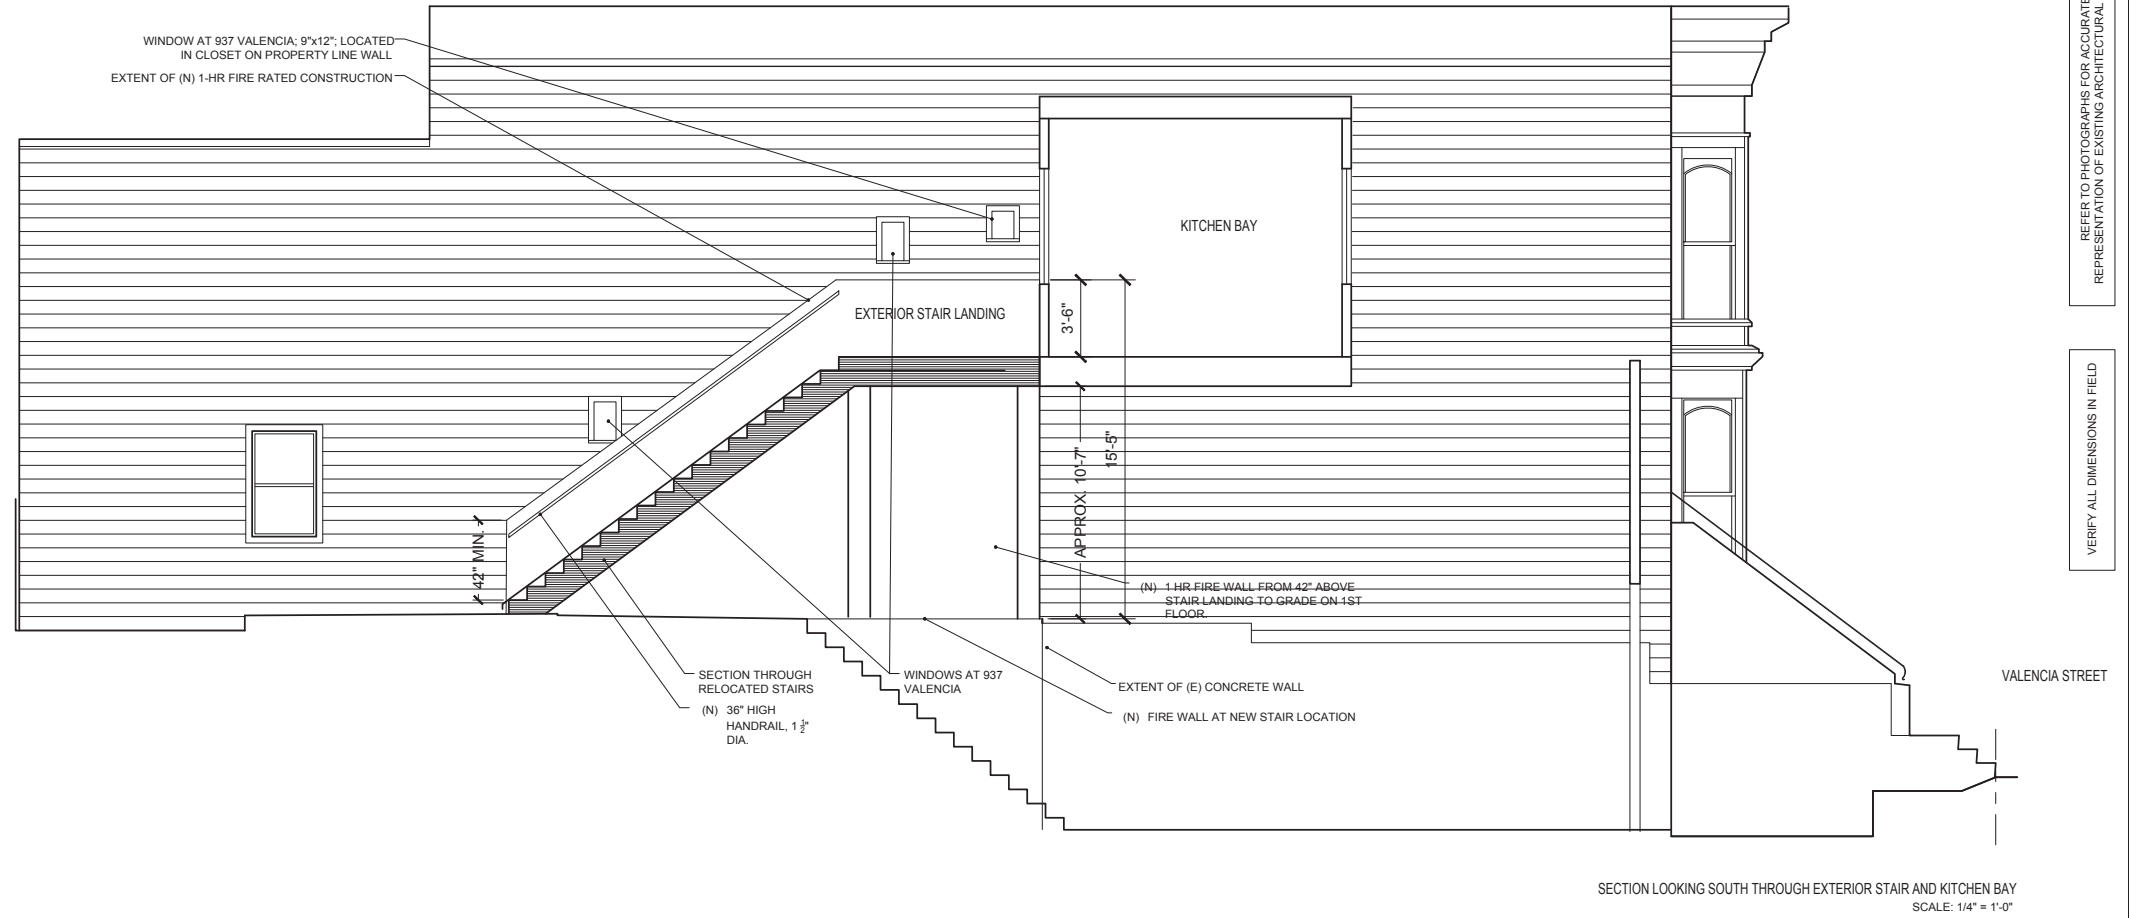 WINDOW AT 937 VALENCIA; 9"x12"; LOCATED
IN CLOSET ON PROPERTY LINE WALL
EXTENT OF (N) 1-HR FIRE RATED CONSTRUCTION
KITCHEN BAY
EXTERIOR STAIR LANDING
3'-6"
15'-5"
APPROX. 10'-7"
42" MIN.
(N) 1 HR FIRE WALL FROM 42" ABOVE
STAIR LANDING TO GRADE ON 1ST
FLOOR.
SECTION THROUGH
RELOCATED STAIRS
(N) 36" HIGH
HANDRAIL, 1 1/2"
DIA.
WINDOWS AT 937
VALENCIA
EXTENT OF (E) CONCRETE WALL
(N) FIRE WALL AT NEW STAIR LOCATION
VALENCIA STREET
REFER TO PHOTOGRAPHS FOR ACCURATE
REPRESENTATION OF EXISTING ARCHITECTURAL
VERIFY ALL DIMENSIONS IN FIELD
SECTION LOOKING SOUTH THROUGH EXTERIOR STAIR AND KITCHEN BAY
SCALE: 1/4" = 1'-0"